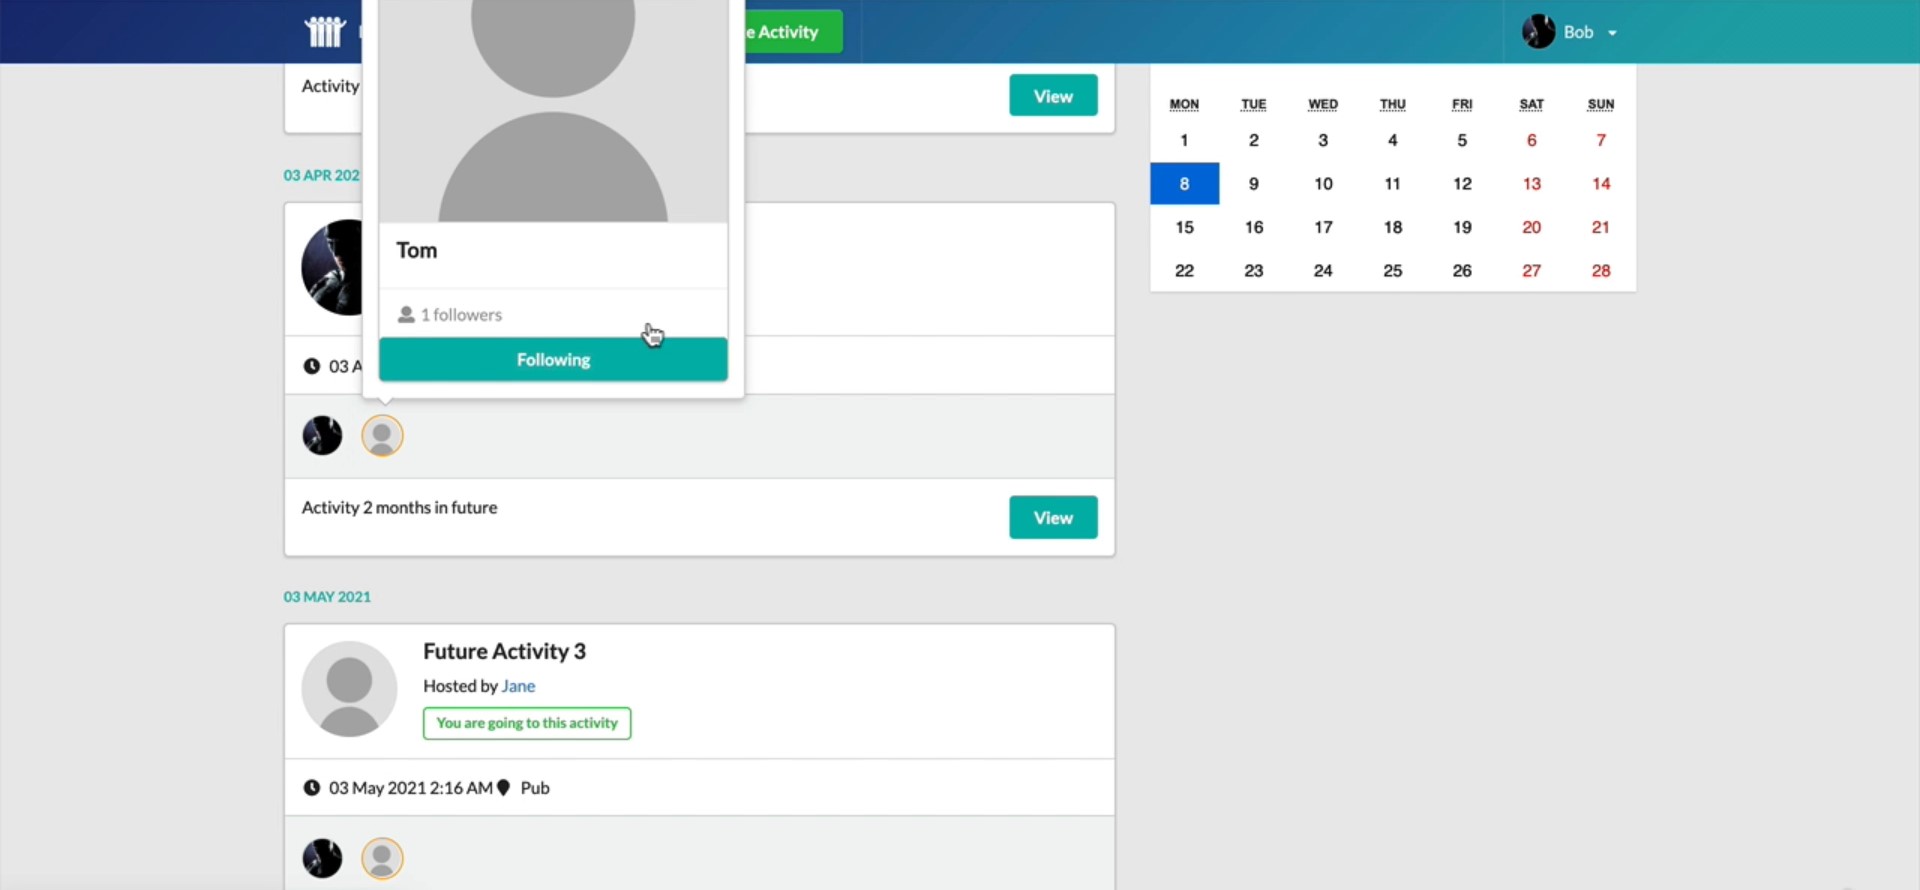 e Activity
Bob
Activity
View
03 APR 202
Tom
1 followers
Following
03 A
Activity 2 months in future
View
03 MAY 2021
Future Activity 3
Hosted by Jane
You are going to this activity
03 May 2021 2:16 AM Pub
MON TUE WED THU FRI SAT SUN
1 2 3 4 5 6 7
8 9 10 11 12 13 14
15 16 17 18 19 20 21
22 23 24 25 26 27 28